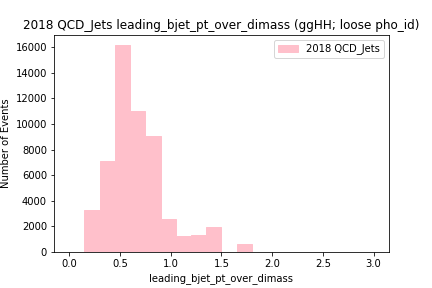 2018 QCD_Jets leading_bjet_pt_over_dimass (ggHH; loose pho_id)
2018 QCD_Jets
Number of Events
16000
14000
12000
10000
8000
6000
4000
2000
0
0.0 0.5 1.0 1.5 2.0 2.5 3.0
leading_bjet_pt_over_dimass